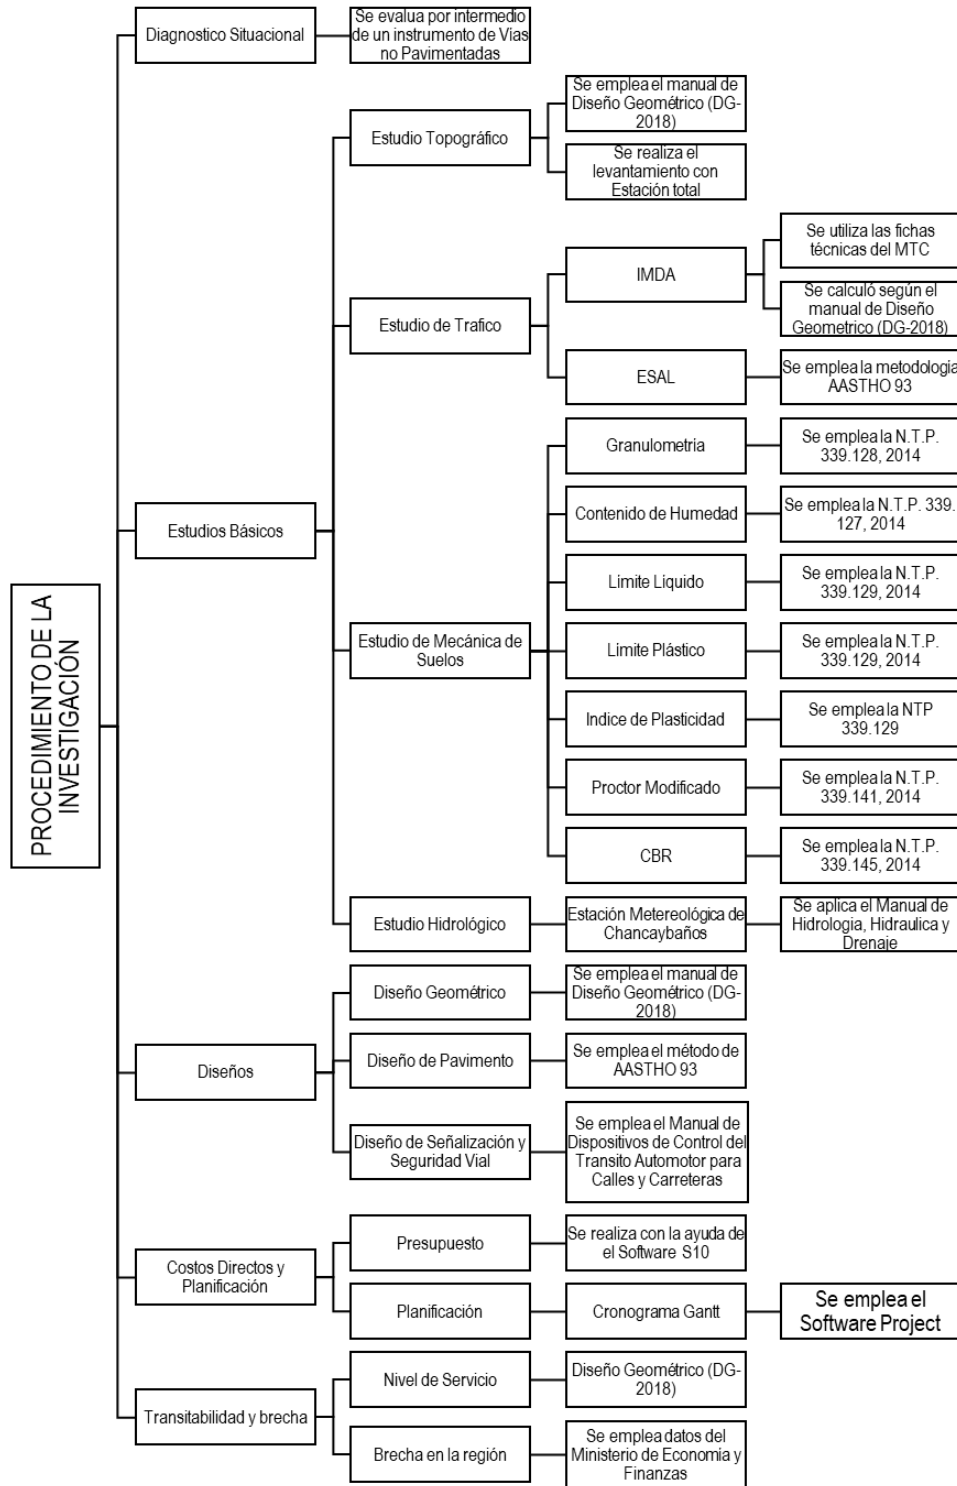 PROCEDIMIENTO DE LA
INVESTIGACIÓN
Diagnostico Situacional
Se evalua por intermedio
de un instrumento de Vias
no Pavimentadas
Estudios Básicos
Estudio Topográfico
Se emplea el manual de
Diseño Geométrico (DG-
2018)
Se realiza el
levantamiento con
Estación total
Estudio de Trafico
IMDA
Se utiliza las fichas
técnicas del MTC
Se calculó según el
manual de Diseño
Geometrico (DG-2018)
ESAL
Se emplea la metodologia
AASTHO 93
Estudio de Mecánica de
Suelos
Granulometria
Se emplea la N.T.P.
339.128, 2014
Contenido de Humedad
Se emplea la N.T.P. 339.
127, 2014
Limite Liquido
Se emplea la N.T.P.
339.129, 2014
Limite Plástico
Se emplea la N.T.P.
339.129, 2014
Indice de Plasticidad
Se emplea la NTP
339.129
Proctor Modificado
Se emplea la N.T.P.
339.141, 2014
CBR
Se emplea la N.T.P.
339.145, 2014
Estudio Hidrológico
Estación Metereológica de
Chancaybaños
Se aplica el Manual de
Hidrologia, Hidraulica y
Drenaje
Diseños
Diseño Geométrico
Se emplea el manual de
Diseño Geométrico (DG-
2018)
Diseño de Pavimento
Se emplea el método de
AASTHO 93
Diseño de Señalización y
Seguridad Vial
Se emplea el Manual de
Dispositivos de Control del
Transito Automotor para
Calles y Carreteras
Costos Directos y
Planificación
Presupuesto
Se realiza con la ayuda de
el Software S10
Planificación
Cronograma Gantt
Se emplea el
Software Project
Transitabilidad y brecha
Nivel de Servicio
Diseño Geométrico (DG-
2018)
Brecha en la región
Se emplea datos del
Ministerio de Economia y
Finanzas